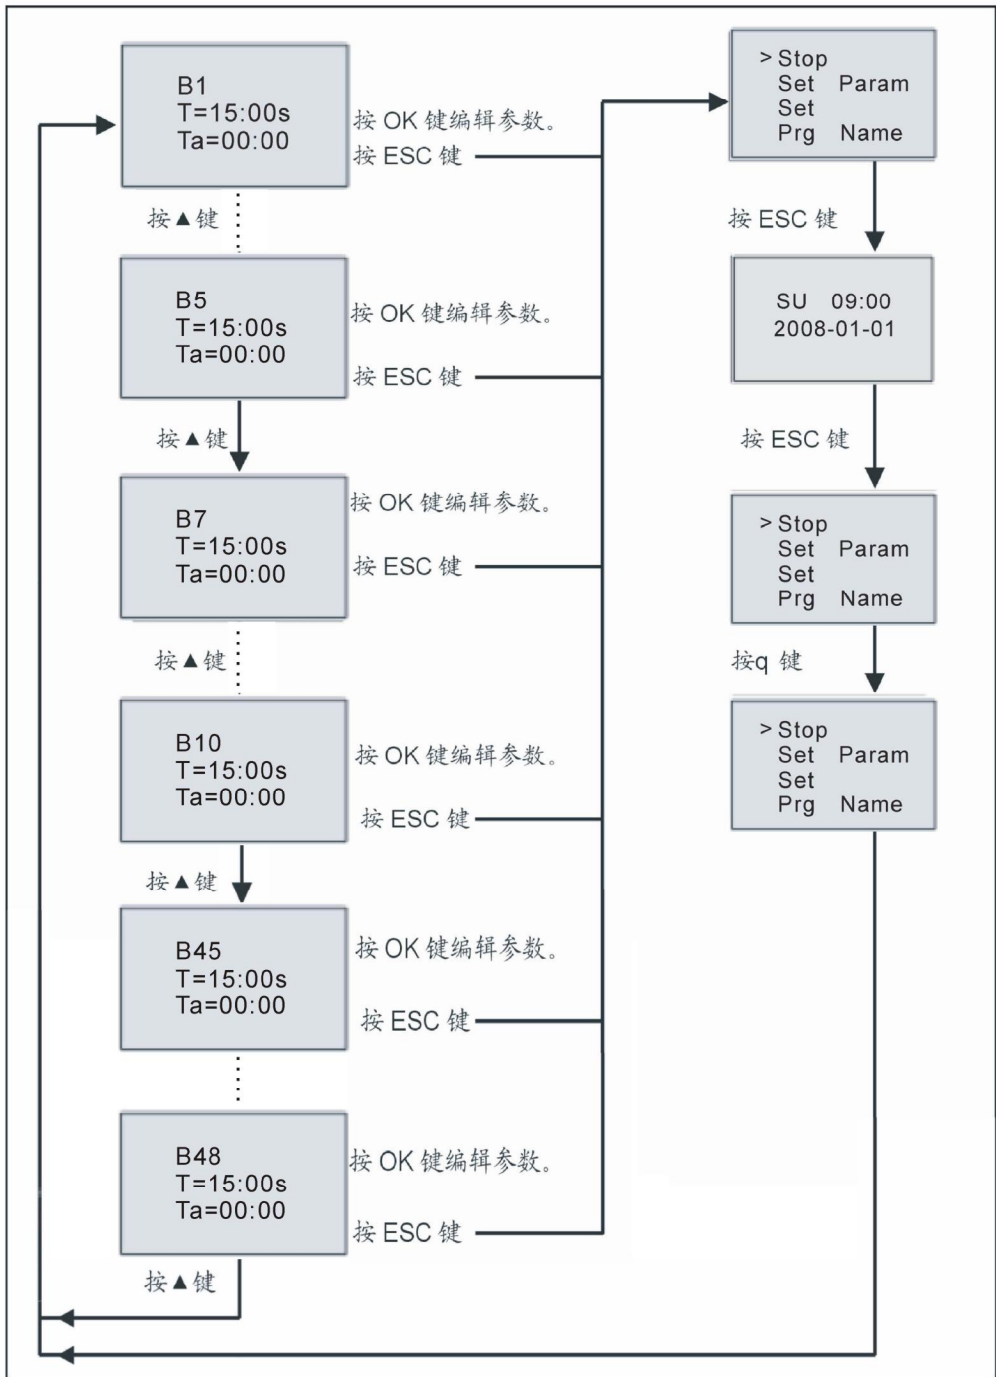 B1
T=15:00s
Ta=00:00
按 OK 键编辑参数。
按 ESC 键
按▲键
B5
T=15:00s
Ta=00:00
按 OK 键编辑参数。
按 ESC 键
按▲键
B7
T=15:00s
Ta=00:00
按 OK 键编辑参数。
按 ESC 键
按▲键
B10
T=15:00s
Ta=00:00
按 OK 键编辑参数。
按 ESC 键
按▲键
B45
T=15:00s
Ta=00:00
按 OK 键编辑参数。
按 ESC 键
B48
T=15:00s
Ta=00:00
按 OK 键编辑参数。
按 ESC 键
按▲键
>Stop
Set Param
Set
Prg Name
按 ESC 键
SU 09:00
2008-01-01
按 ESC 键
>Stop
Set Param
Set
Prg Name
按q 键
>Stop
Set Param
Set
Prg Name